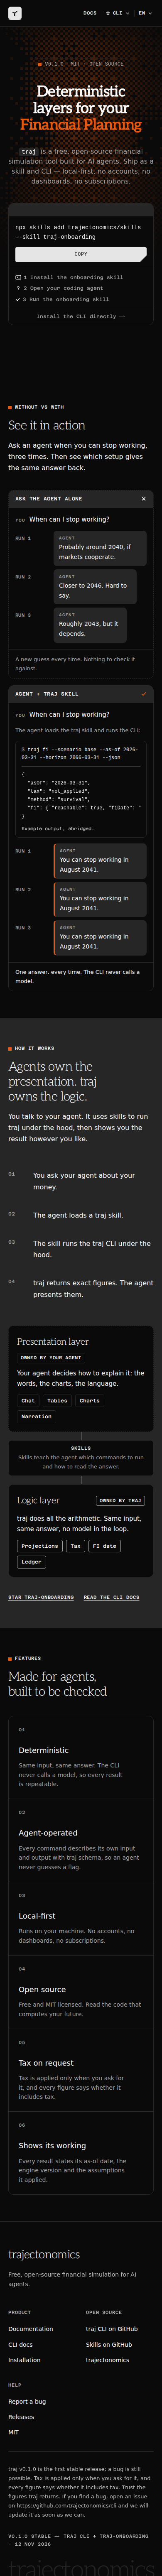 DOCS
CLI
EN
V0.1.0 MIT OPEN SOURCE
Deterministic
layers for your
Financial Planning
traj is a free, open-source financial
simulation tool built for AI agents. Ship as a
skill and CLI — local-first, no accounts, no
dashboards, no subscriptions.
npx skills add trajectonomics/skills
--skill traj-onboarding
COPY
1 Install the onboarding skill
2 Open your coding agent
3 Run the onboarding skill
Install the CLI directly →
WITHOUT VS WITH
See it in action
Ask an agent when you can stop working,
three times. Then see which setup gives
the same answer back.
ASK THE AGENT ALONE
YOU When can I stop working?
RUN 1
AGENT
Probably around 2040, if
markets cooperate.
RUN 2
AGENT
Closer to 2046. Hard to
say.
RUN 3
AGENT
Roughly 2043, but it
depends.
A new guess every time. Nothing to check it
against.
AGENT + TRAJ SKILL
YOU When can I stop working?
The agent loads the traj skill and runs the CLI:
$ traj fi --scenario base --as-of 2026-
03-31 --horizon 2066-03-31 --json
{
"asOf": "2026-03-31",
"tax": "not_applied",
"method": "survival",
"fi": { "reachable": true, "fiDate": "
}
Example output, abridged.
RUN 1
AGENT
You can stop working in
August 2041.
RUN 2
AGENT
You can stop working in
August 2041.
RUN 3
AGENT
You can stop working in
August 2041.
One answer, every time. The CLI never calls a
model.
HOW IT WORKS
Agents own the
presentation. traj
owns the logic.
You talk to your agent. It uses skills to run
traj under the hood, then shows you the
result however you like.
01
You ask your agent about your
money.
02
The agent loads a traj skill.
03
The skill runs the traj CLI under the
hood.
04
traj returns exact figures. The agent
presents them.
Presentation layer
OWNED BY YOUR AGENT
Your agent decides how to explain it: the
words, the charts, the language.
Chat
Tables
Charts
Narration
SKILLS
Skills teach the agent which commands to run
and how to read the answer.
Logic layer
OWNED BY TRAJ
traj does all the arithmetic. Same input,
same answer, no model in the loop.
Projections
Tax
FI date
Ledger
STAR TRAJ-ONBOARDING
READ THE CLI DOCS
FEATURES
Made for agents,
built to be checked
01
Deterministic
Same input, same answer. The CLI
never calls a model, so every result
is repeatable.
02
Agent-operated
Every command describes its own input
and output with traj schema, so an agent
never guesses a flag.
03
Local-first
Runs on your machine. No accounts, no
dashboards, no subscriptions.
04
Open source
Free and MIT licensed. Read the code that
computes your future.
05
Tax on request
Tax is applied only when you ask for
it, and every figure says whether it
includes tax.
06
Shows its working
Every result states its as-of date, the
engine version and the assumptions
it applied.
trajectonomics
Free, open-source financial simulation for AI
agents.
PRODUCT
OPEN SOURCE
Documentation
traj CLI on GitHub
CLI docs
Skills on GitHub
Installation
trajectonomics
HELP
Report a bug
Releases
MIT
traj v0.1.0 is the first stable release; a bug is still
possible. Tax is applied only when you ask for it, and
every figure says whether it includes tax. Trust the
figures traj returns. If you find a bug, open an issue
on https://github.com/trajectonomics/cli and we will
update it as soon as we can.
V0.1.0 STABLE — TRAJ CLI + TRAJ-ONBOARDING
· 12 NOV 2026
trajectonomics